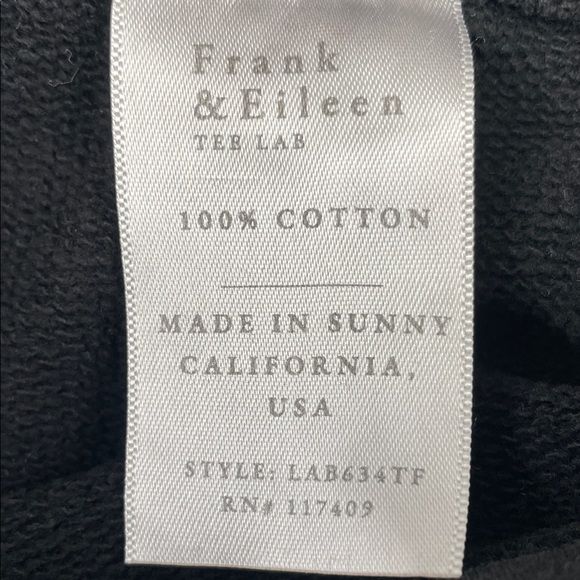 Frank
& Eileen
TEE LAB
100% COTTON
MADE IN SUNNY
CALIFORNIA,
USA
STYLE: LAB634TF
RN# 117409